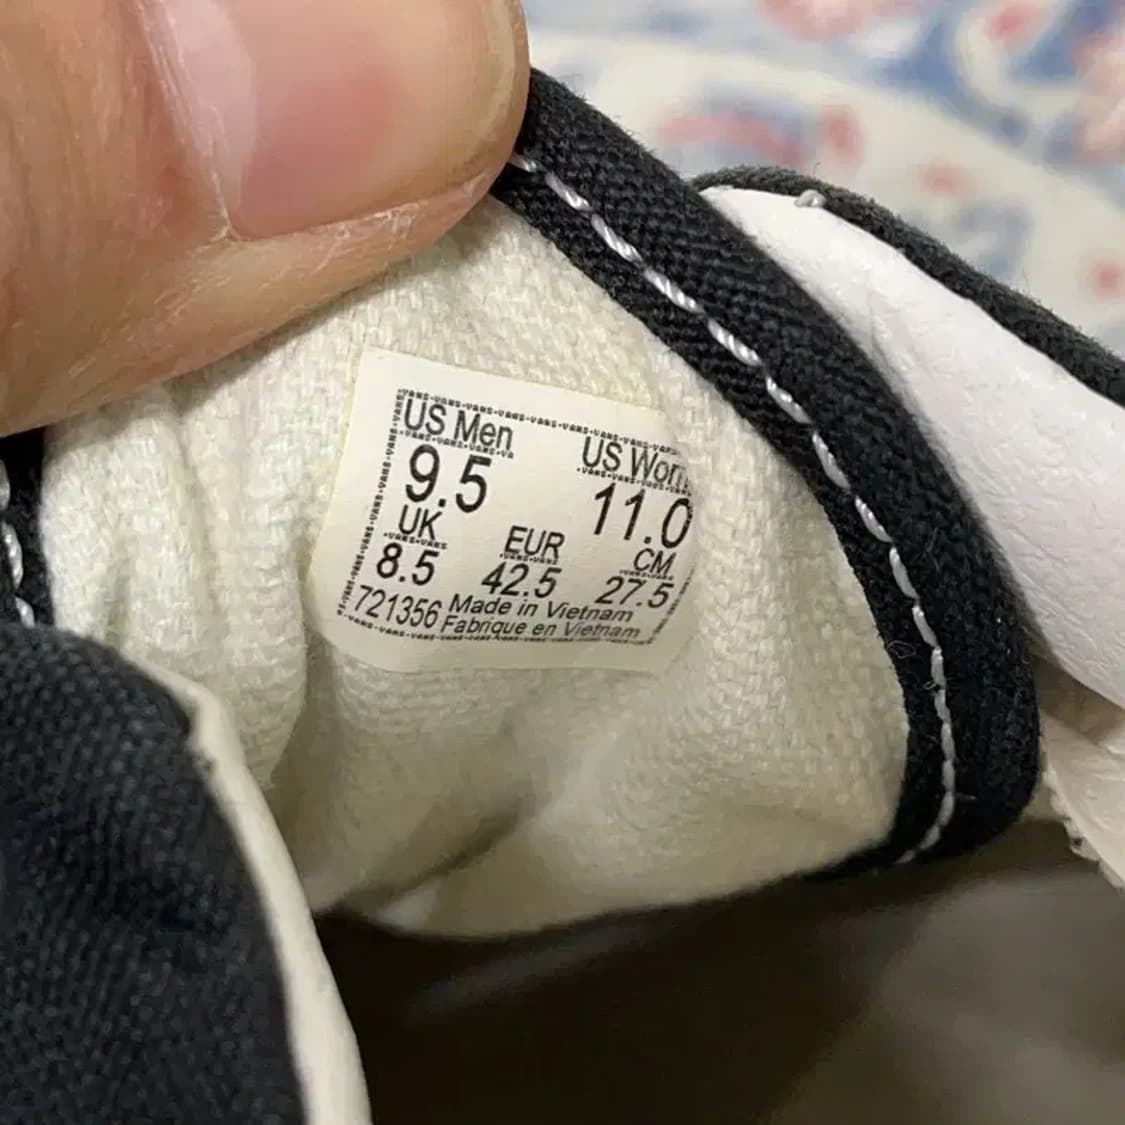 US Men
US Wom
9.5
11.0
UK
EUR
CM
8.5
42.5
27.5
721356 Made in Vietnam
Fabrique en Vietnam